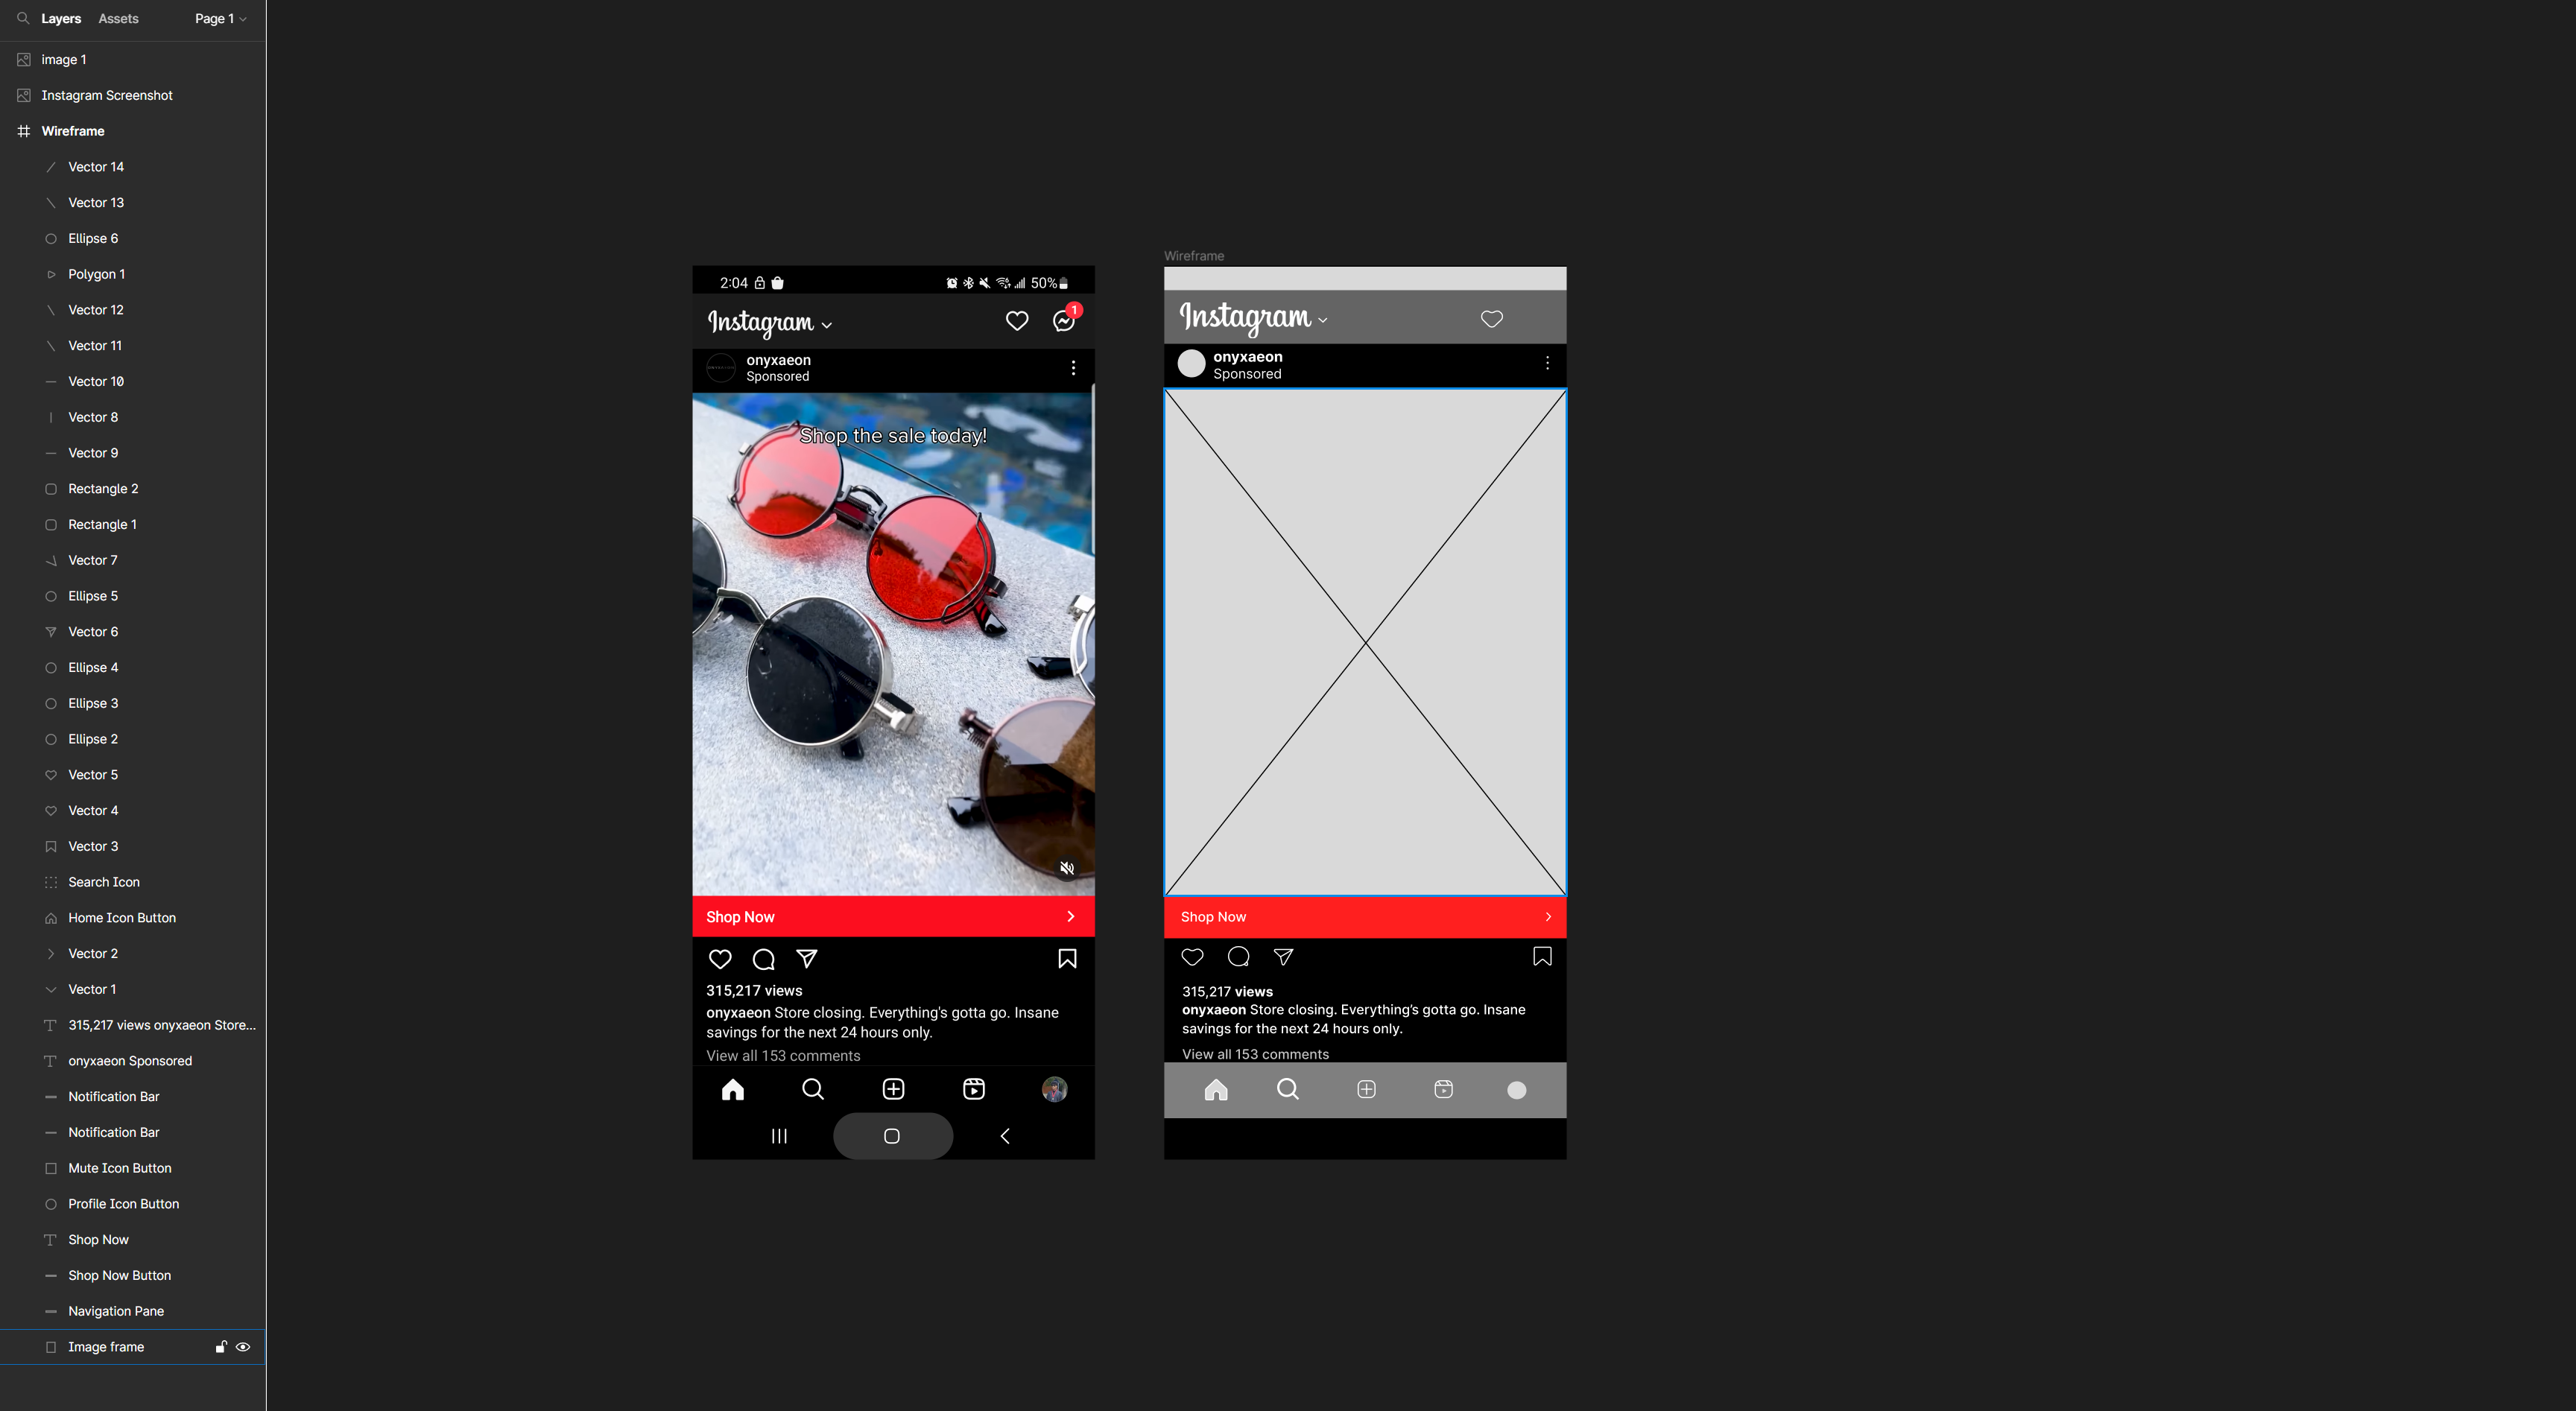 Layers Assets Page 1
image 1
Instagram Screenshot
Wireframe
Vector 14
Vector 13
Ellipse 6
Polygon 1
Vector 12
Vector 11
Vector 10
Vector 8
Vector 9
Rectangle 2
Rectangle 1
Vector 7
Ellipse 5
Vector 6
Ellipse 4
Ellipse 3
Ellipse 2
Vector 5
Vector 4
Vector 3
Search Icon
Home Icon Button
Vector 2
Vector 1
315,217 views onyxaeon Store...
onyxaeon Sponsored
Notification Bar
Notification Bar
Mute Icon Button
Profile Icon Button
Shop Now
Shop Now Button
Navigation Pane
Image frame
2:04 50%
Instagram
1
onyxaeon
Sponsored
Shop the sale today!
Shop Now
315,217 views
onyxaeon Store closing. Everything's gotta go. Insane
savings for the next 24 hours only.
View all 153 comments
Wireframe
Instagram
onyxaeon
Sponsored
Shop Now
315,217 views
onyxaeon Store closing. Everything's gotta go. Insane
savings for the next 24 hours only.
View all 153 comments